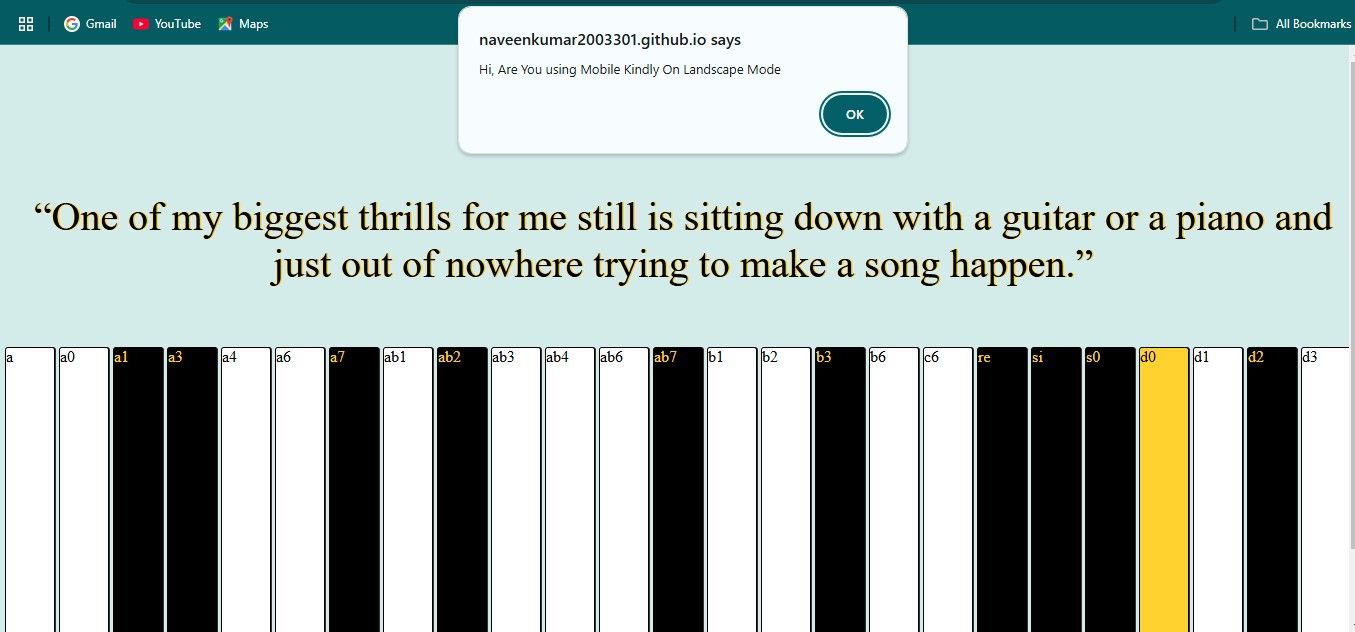 Gmail YouTube Maps All Bookmarks
naveenkumar2003301.github.io says
Hi, Are You using Mobile Kindly On Landscape Mode
OK
“One of my biggest thrills for me still is sitting down with a guitar or a piano and
just out of nowhere trying to make a song happen.”
a a0 a1 a3 a4 a6 a7 ab1 ab2 ab3 ab4 ab6 ab7 b1 b2 b3 b6 c6 re si s0 d0 d1 d2 d3